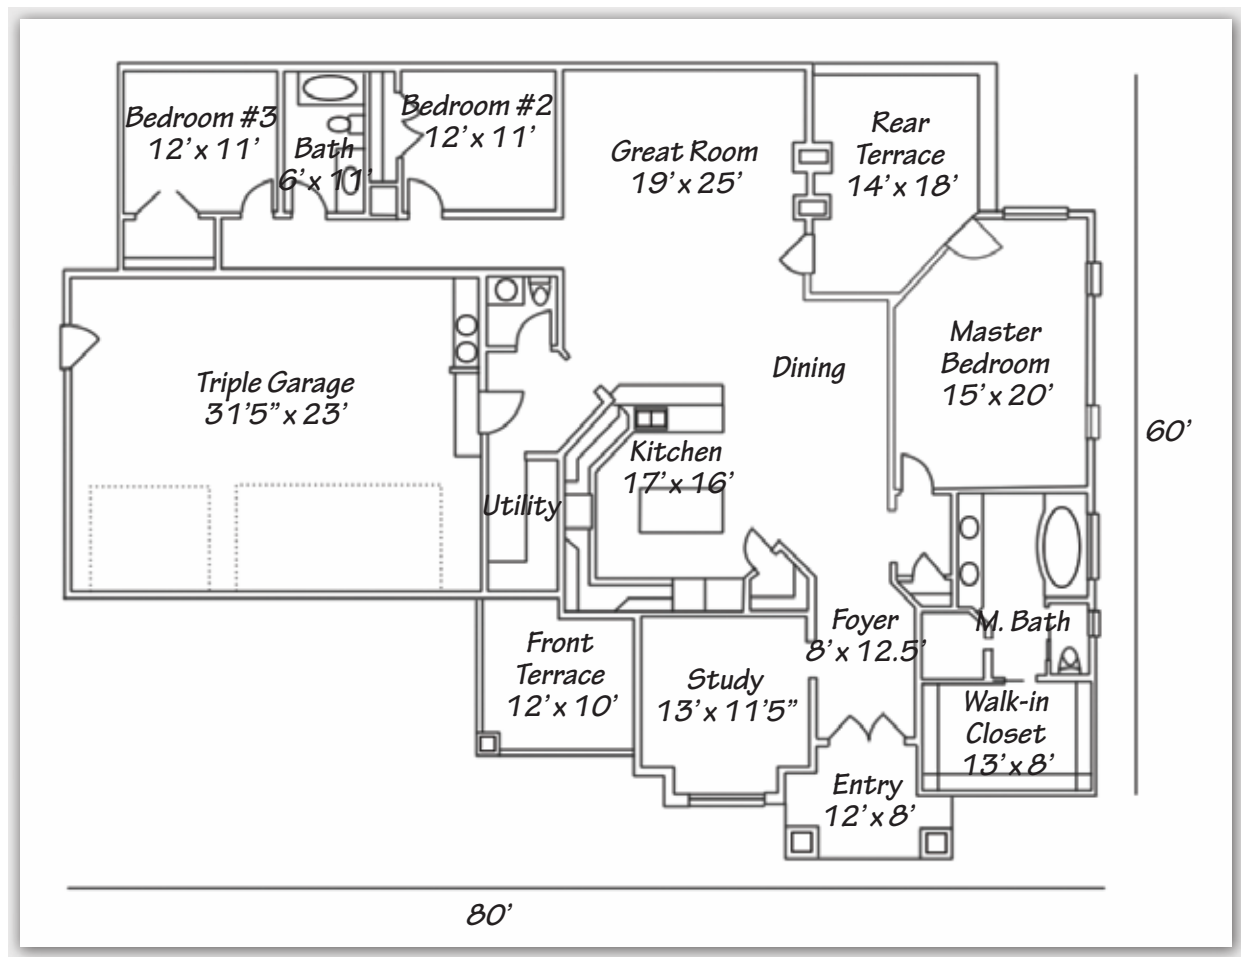 Bedroom #3
12' x 11'
Bath
6' x 11'
Bedroom #2
12' x 11'
Great Room
19' x 25'
Rear
Terrace
14' x 18'
Triple Garage
31'5" x 23'
Dining
Master
Bedroom
15' x 20'
60'
Kitchen
17' x 16'
Utility
Foyer
8' x 12.5'
M. Bath
Front
Terrace
12' x 10'
Study
13' x 11'5"
Walk-in
Closet
13' x 8'
Entry
12' x 8'
80'